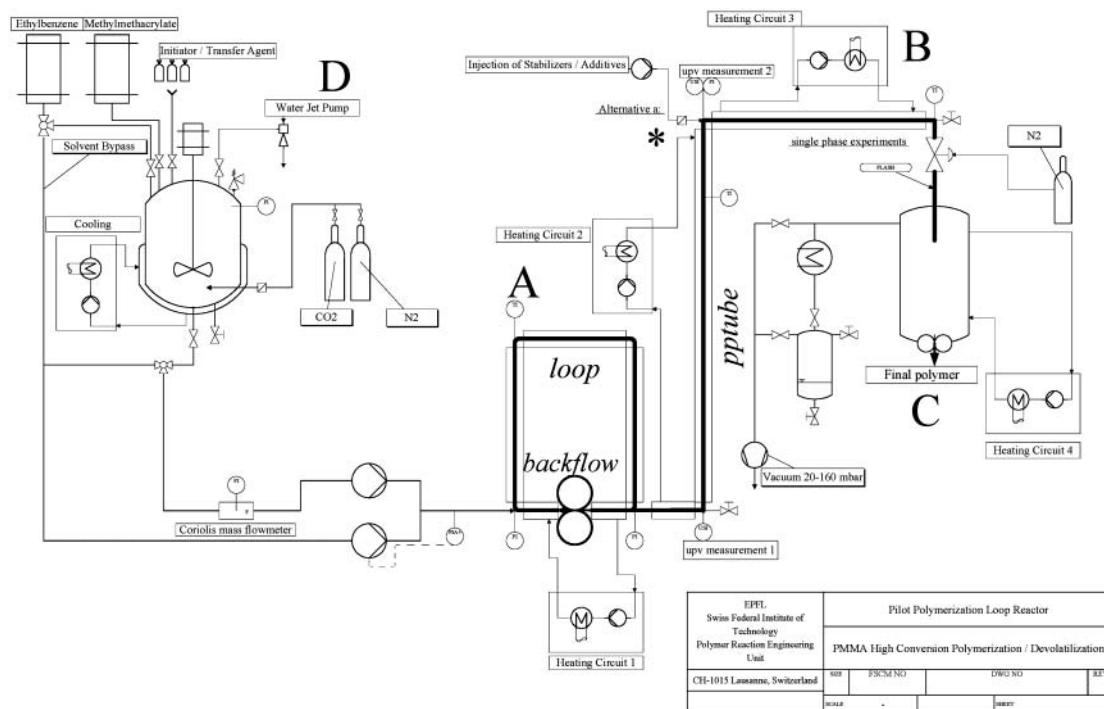 Ethylbenzene
Methylmethacrylate
Initiator / Transfer Agent
D
Water Jet Pump
Solvent Bypass
Cooling
CO2
N2
Heating Circuit 3
B
Injection of Stabilizers / Additives
upv measurement 2
Alternative a:
*
single phase experiments
N2
FLASH
Heating Circuit 2
A
loop
backflow
pptube
Final polymer
C
Heating Circuit 4
Vacuum 20-160 mbar
Coriolis mass flowmeter
upv measurement 1
Heating Circuit 1
M
M
M
M
EPFL
Swiss Federal Institute of
Technology
Polymer Reaction Engineering
Unit
CH-1015 Lausanne, Switzerland
Pilot Polymerization Loop Reactor
PMMA High Conversion Polymerization / Devolatilization
SIZE
FSCM NO
DWG NO
SCALE
SHEET